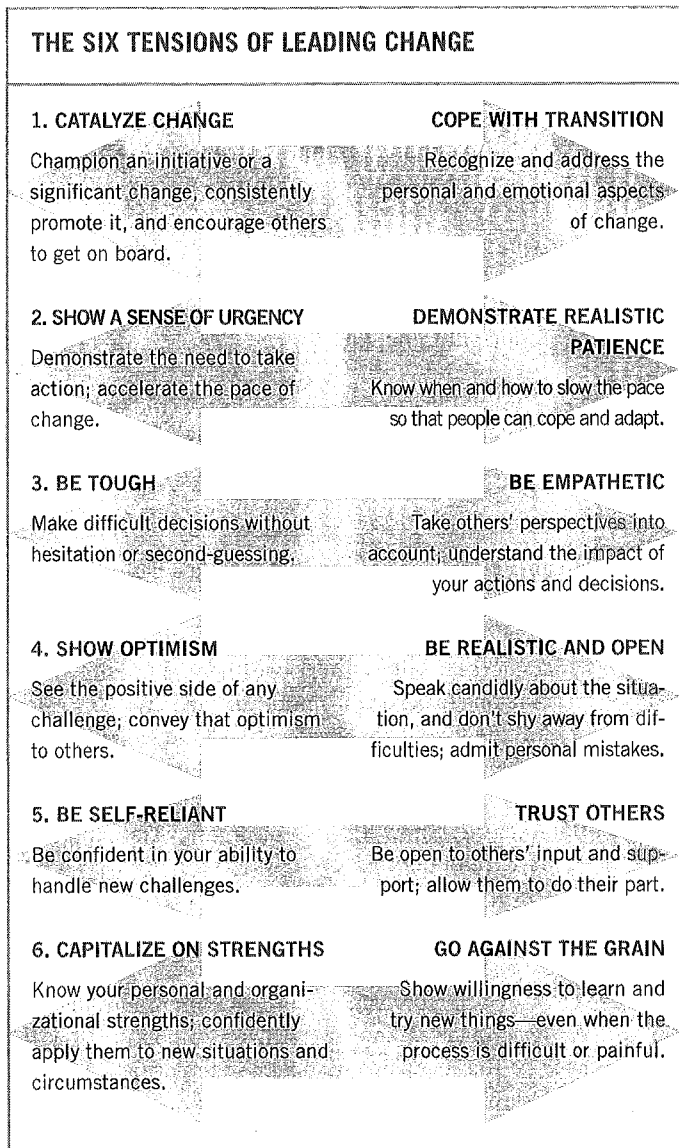 THE SIX TENSIONS OF LEADING CHANGE
1. CATALYZE CHANGE
Champion an initiative or a
significant change, consistently
promote it, and encourage others
to get on board.
COPE WITH TRANSITION
Recognize and address the
personal and emotional aspects
of change.
2. SHOW A SENSE OF URGENCY
Demonstrate the need to take
action; accelerate the pace of
change.
DEMONSTRATE REALISTIC
PATIENCE
Know when and how to slow the pace
so that people can cope and adapt.
3. BE TOUGH
Make difficult decisions without
hesitation or second-guessing.
BE EMPATHETIC
Take others' perspectives into
account; understand the impact of
your actions and decisions.
4. SHOW OPTIMISM
See the positive side of any
challenge; convey that optimism
to others.
BE REALISTIC AND OPEN
Speak candidly about the situa-
tion, and don't shy away from dif-
ficulties; admit personal mistakes.
5. BE SELF-RELIANT
Be confident in your ability to
handle new challenges.
TRUST OTHERS
Be open to others' input and sup-
port; allow them to do their part.
6. CAPITALIZE ON STRENGTHS
Know your personal and organi-
zational strengths; confidently
apply them to new situations and
circumstances.
GO AGAINST THE GRAIN
Show willingness to learn and
try new things—even when the
process is difficult or painful.